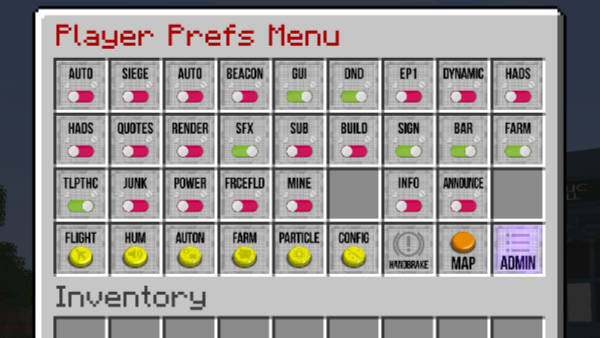 Player Prefs Menu
AUTO SIEGE AUTO BEACON GUI DND EP1 DYNAMIC HADS
HADS QUOTES RENDER SFX SUB BUILD SIGN BAR FARM
TLPTHC JUNK POWER FRCEFLD MINE INFO ANNOUNCE
FLIGHT HUM AUTON FARM PARTICLE CONFIG HANDBRAKE MAP ADMIN
Inventory